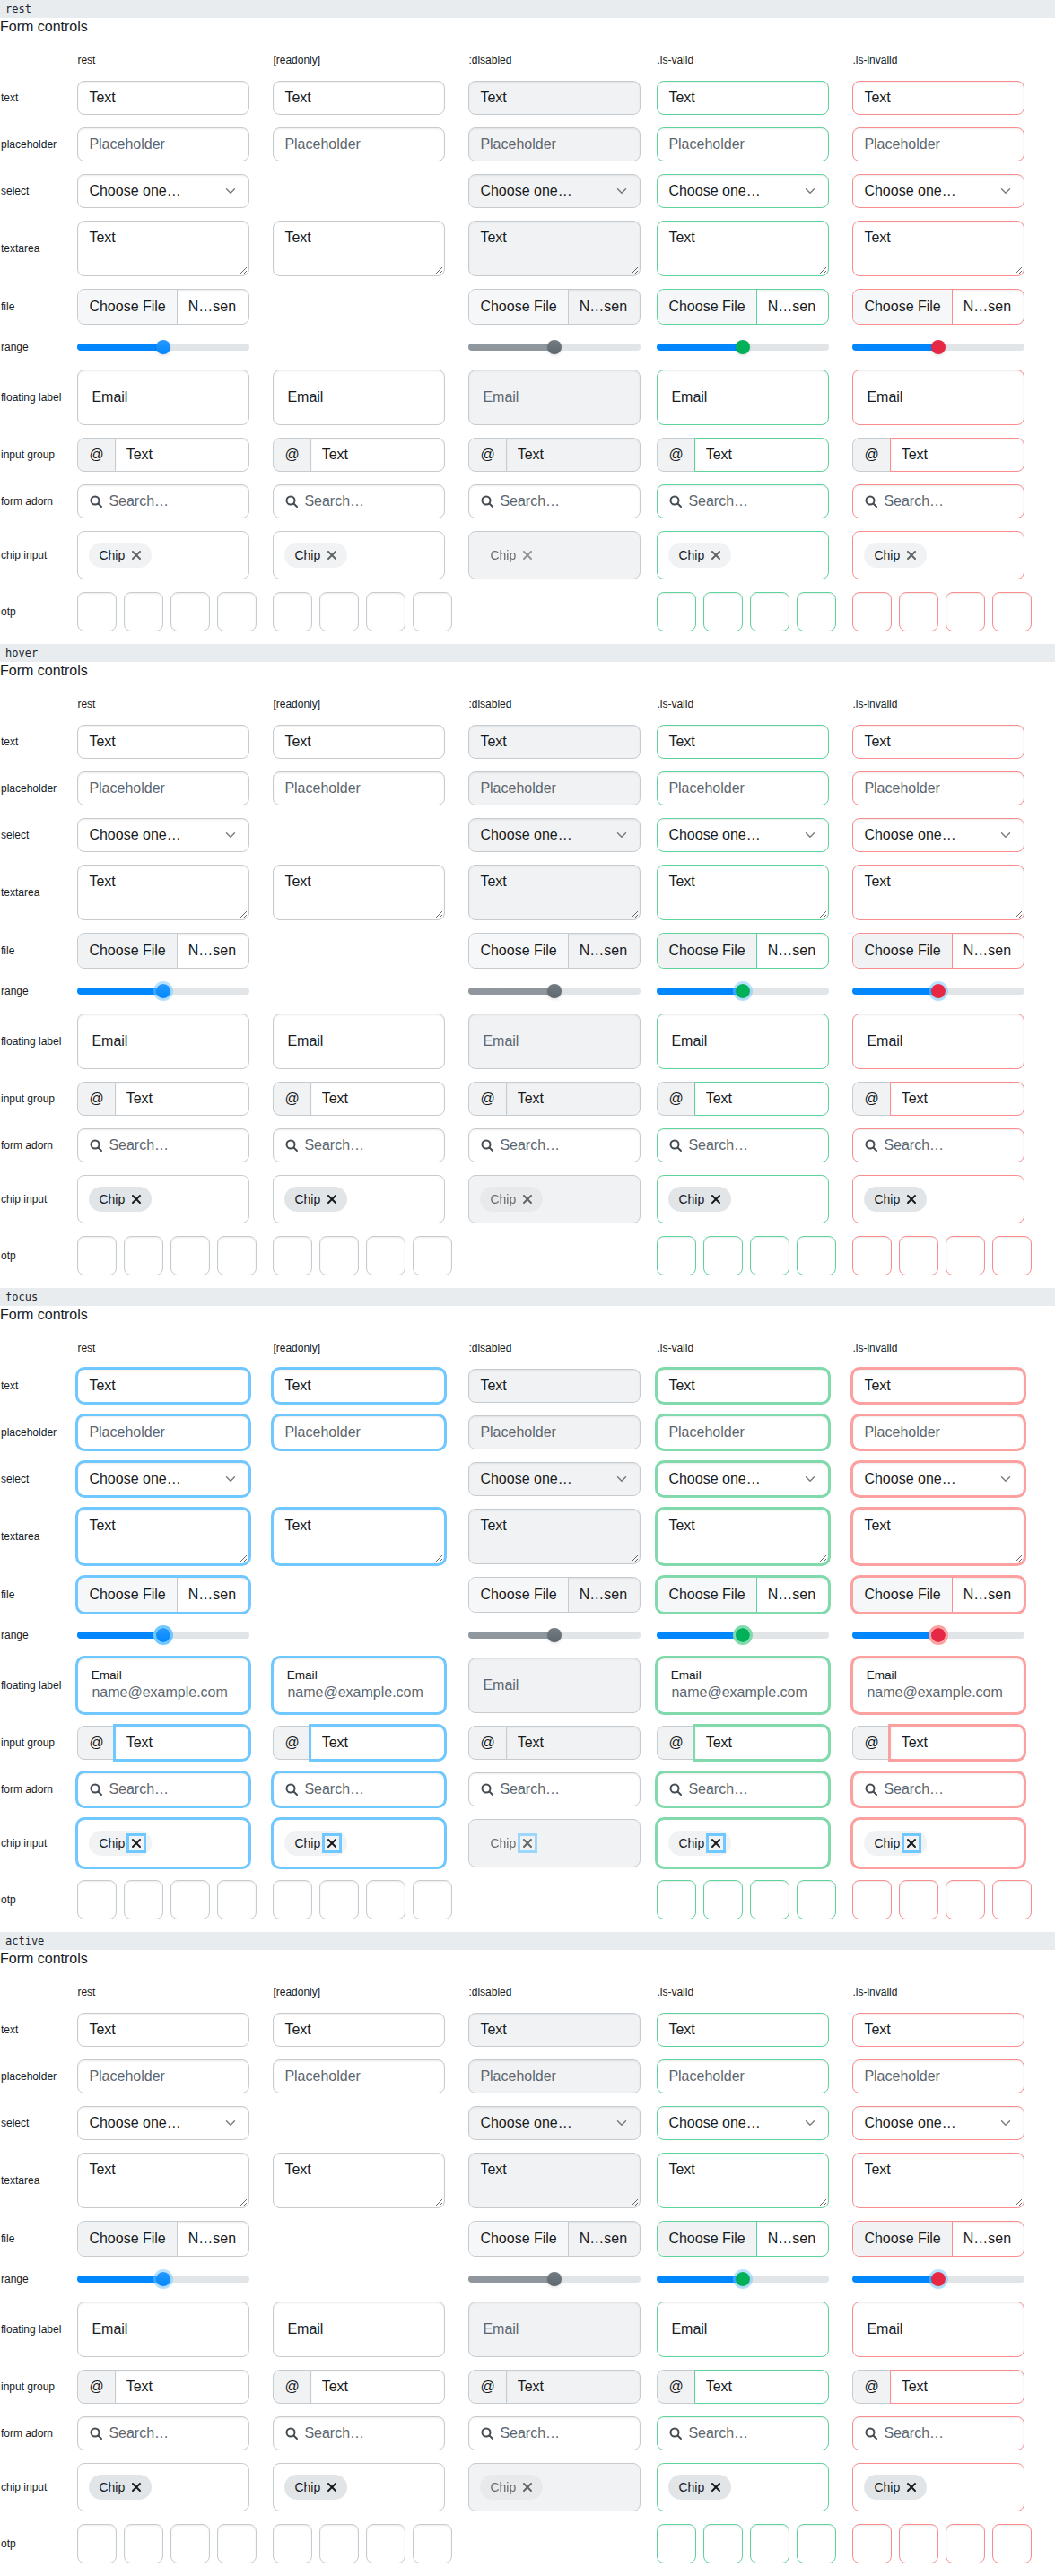 rest
Form controls
rest [readonly] :disabled .is-valid .is-invalid
text Text Text Text Text Text
placeholder Placeholder Placeholder Placeholder Placeholder Placeholder
select Choose one… Choose one… Choose one… Choose one…
textarea Text Text Text Text Text
file Choose File N…sen Choose File N…sen Choose File N…sen Choose File N…sen
range
floating label Email Email Email Email Email
input group @ Text @ Text @ Text @ Text @ Text
form adorn Search… Search… Search… Search… Search…
chip input Chip Chip Chip Chip Chip
otp
hover
Form controls
rest [readonly] :disabled .is-valid .is-invalid
text Text Text Text Text Text
placeholder Placeholder Placeholder Placeholder Placeholder Placeholder
select Choose one… Choose one… Choose one… Choose one…
textarea Text Text Text Text Text
file Choose File N…sen Choose File N…sen Choose File N…sen Choose File N…sen
range
floating label Email Email Email Email Email
input group @ Text @ Text @ Text @ Text @ Text
form adorn Search… Search… Search… Search… Search…
chip input Chip Chip Chip Chip Chip
otp
focus
Form controls
rest [readonly] :disabled .is-valid .is-invalid
text Text Text Text Text Text
placeholder Placeholder Placeholder Placeholder Placeholder Placeholder
select Choose one… Choose one… Choose one… Choose one…
textarea Text Text Text Text Text
file Choose File N…sen Choose File N…sen Choose File N…sen Choose File N…sen
range
Email Email Email Email
floating label name@example.com name@example.com Email name@example.com name@example.com
input group @ Text @ Text @ Text @ Text @ Text
form adorn Search… Search… Search… Search… Search…
chip input Chip Chip Chip Chip Chip
otp
active
Form controls
rest [readonly] :disabled .is-valid .is-invalid
text Text Text Text Text Text
placeholder Placeholder Placeholder Placeholder Placeholder Placeholder
select Choose one… Choose one… Choose one… Choose one…
textarea Text Text Text Text Text
file Choose File N…sen Choose File N…sen Choose File N…sen Choose File N…sen
range
floating label Email Email Email Email Email
input group @ Text @ Text @ Text @ Text @ Text
form adorn Search… Search… Search… Search… Search…
chip input Chip Chip Chip Chip Chip
otp